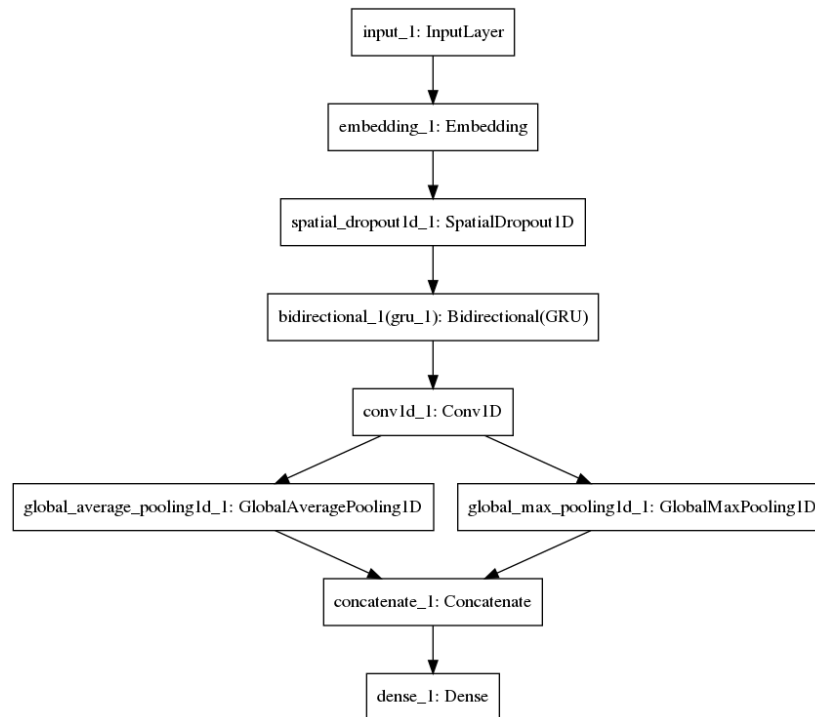 input_1: InputLayer
embedding_1: Embedding
spatial_dropout1d_1: SpatialDropout1D
bidirectional_1(gru_1): Bidirectional(GRU)
conv1d_1: Conv1D
global_average_pooling1d_1: GlobalAveragePooling1D
global_max_pooling1d_1: GlobalMaxPooling1D
concatenate_1: Concatenate
dense_1: Dense